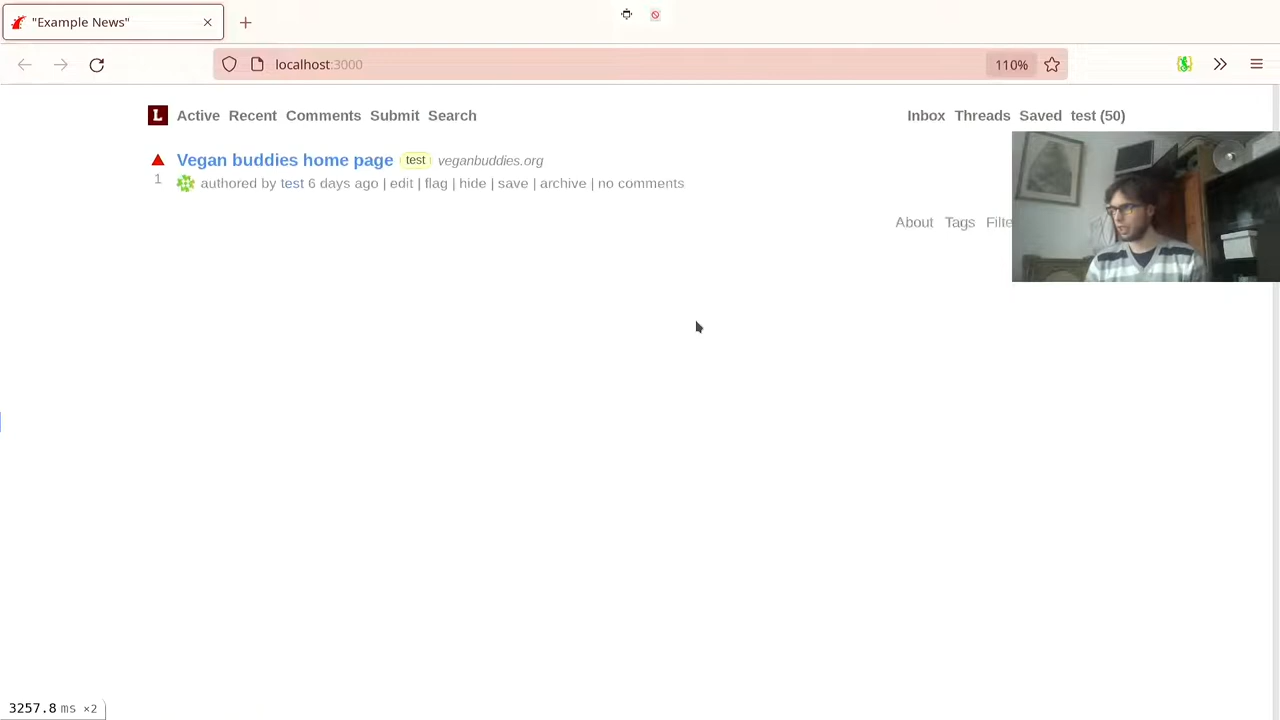 "Example News"
localhost:3000
110%
L Active Recent Comments Submit Search
Inbox Threads Saved test (50)
Vegan buddies home page test veganbuddies.org
1
authored by test 6 days ago | edit | flag | hide | save | archive | no comments
About Tags Filte
3257.8 ms ×2